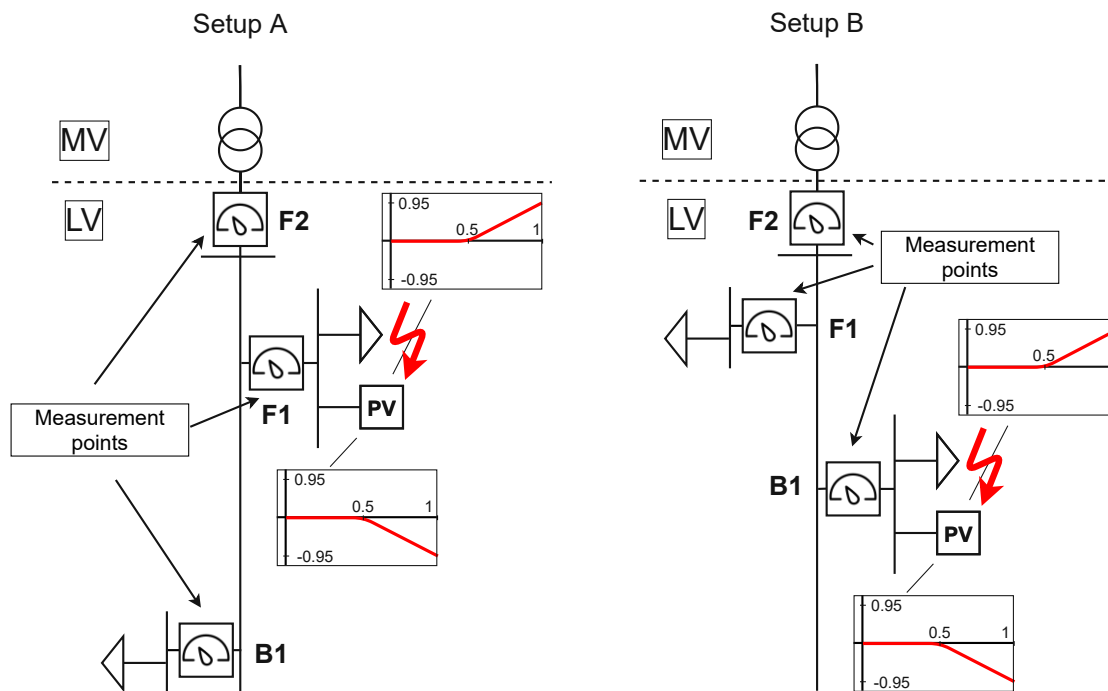 Setup A
MV
LV
F2
0.95
0.5
1
-0.95
F1
PV
Measurement
points
0.95
0.5
1
-0.95
B1
Setup B
MV
LV
F2
Measurement
points
F1
0.95
0.5
1
-0.95
B1
PV
0.95
0.5
1
-0.95